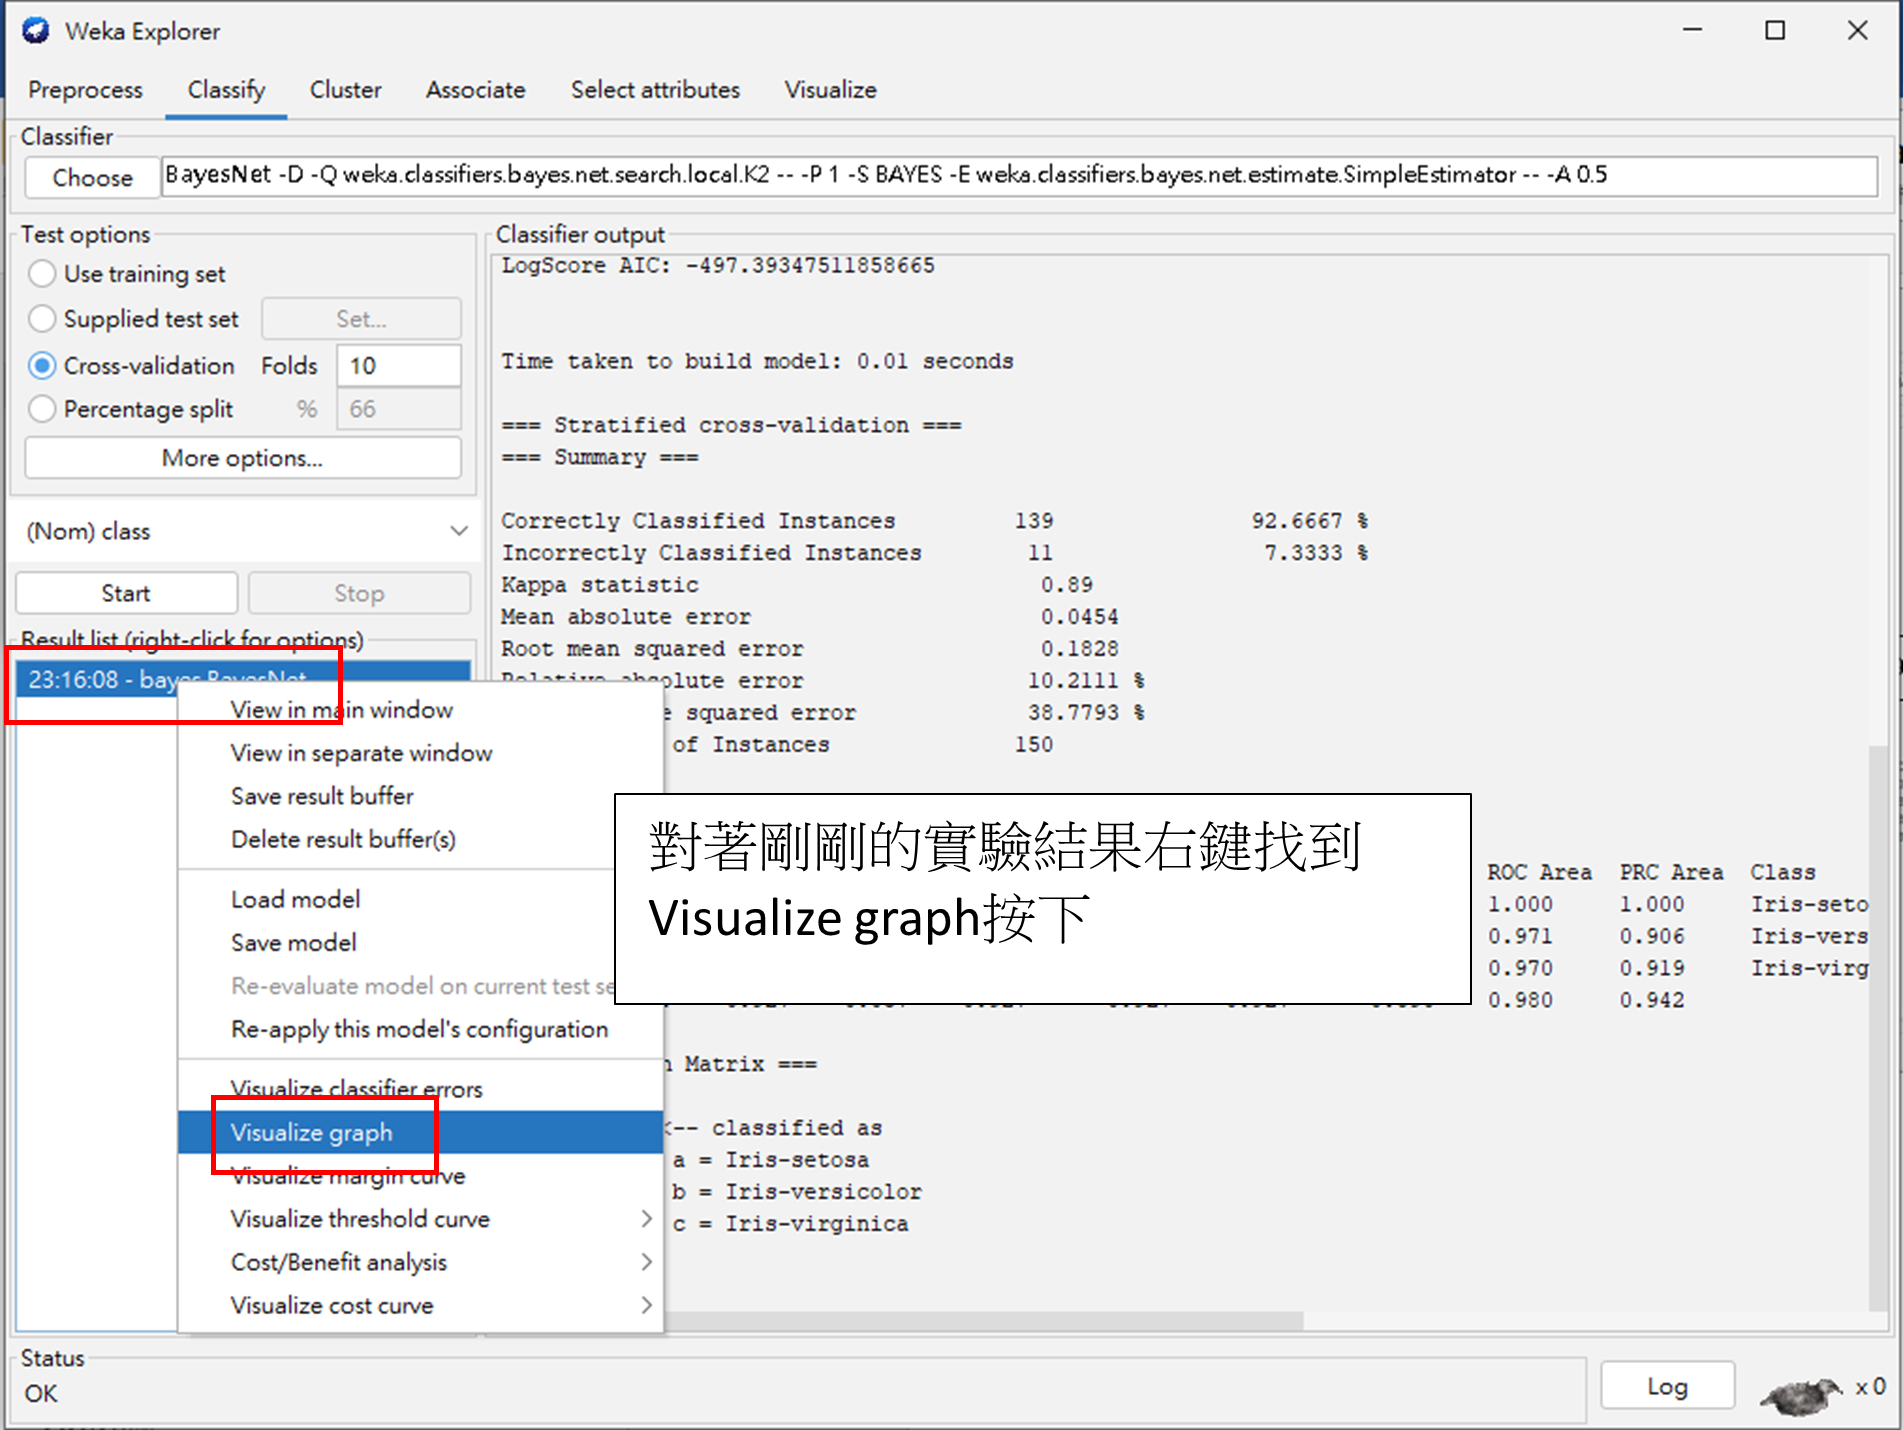 Weka Explorer
Preprocess Classify Cluster Associate Select attributes Visualize
Classifier
Choose BayesNet -D -Q weka.classifiers.bayes.net.search.local.K2 -- -P 1 -S BAYES -E weka.classifiers.bayes.net.estimate.SimpleEstimator -- -A 0.5
Test options
Use training set
Supplied test set Set...
Cross-validation Folds 10
Percentage split % 66
More options...
(Nom) class
Start Stop
Result list (right-click for options)
23:16:08 - bayes.BayesNet
View in main window
View in separate window
Save result buffer
Delete result buffer(s)
Load model
Save model
Re-evaluate model on current test se
Re-apply this model's configuration
Visualize classifier errors
Visualize graph
Visualize margin curve
Visualize threshold curve
Cost/Benefit analysis
Visualize cost curve
Classifier output
LogScore AIC: -497.39347511858665
Time taken to build model: 0.01 seconds
=== Stratified cross-validation ===
=== Summary ===
Correctly Classified Instances 139 92.6667 %
Incorrectly Classified Instances 11 7.3333 %
Kappa statistic 0.89
Mean absolute error 0.0454
Root mean squared error 0.1828
Relative absolute error 10.2111 %
squared error 38.7793 %
of Instances 150
對著剛剛的實驗結果右鍵找到
Visualize graph按下
ROC Area PRC Area Class
1.000 1.000 Iris-seto
0.971 0.906 Iris-vers
0.970 0.919 Iris-virg
0.980 0.942
Matrix ===
<-- classified as
a = Iris-setosa
b = Iris-versicolor
c = Iris-virginica
Status
OK
Log
x 0